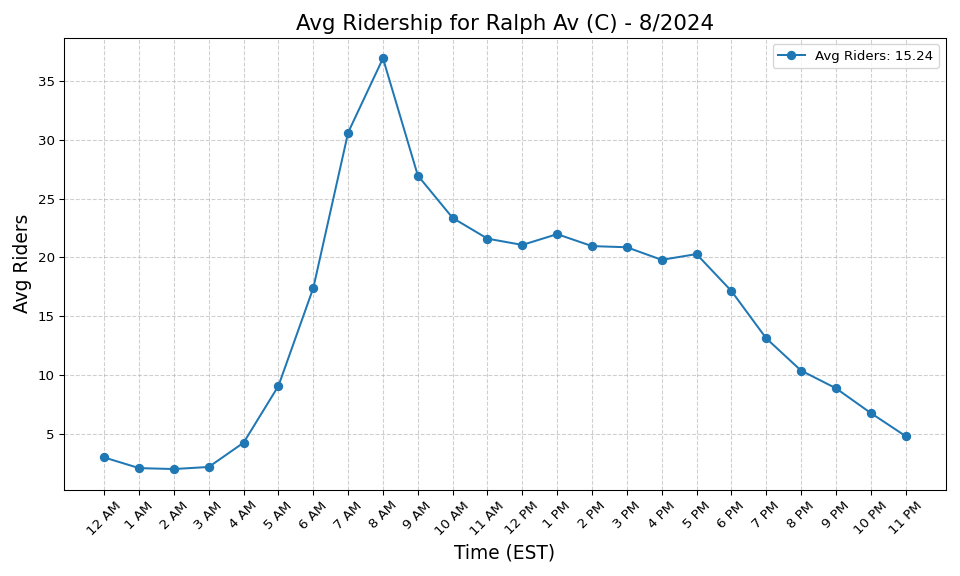 Avg Ridership for Ralph Av (C) - 8/2024
Avg Riders: 15.24
Avg Riders
35
30
25
20
15
10
5
12 AM
1 AM
2 AM
3 AM
4 AM
5 AM
6 AM
7 AM
8 AM
9 AM
10 AM
11 AM
12 PM
1 PM
2 PM
3 PM
4 PM
5 PM
6 PM
7 PM
8 PM
9 PM
10 PM
11 PM
Time (EST)